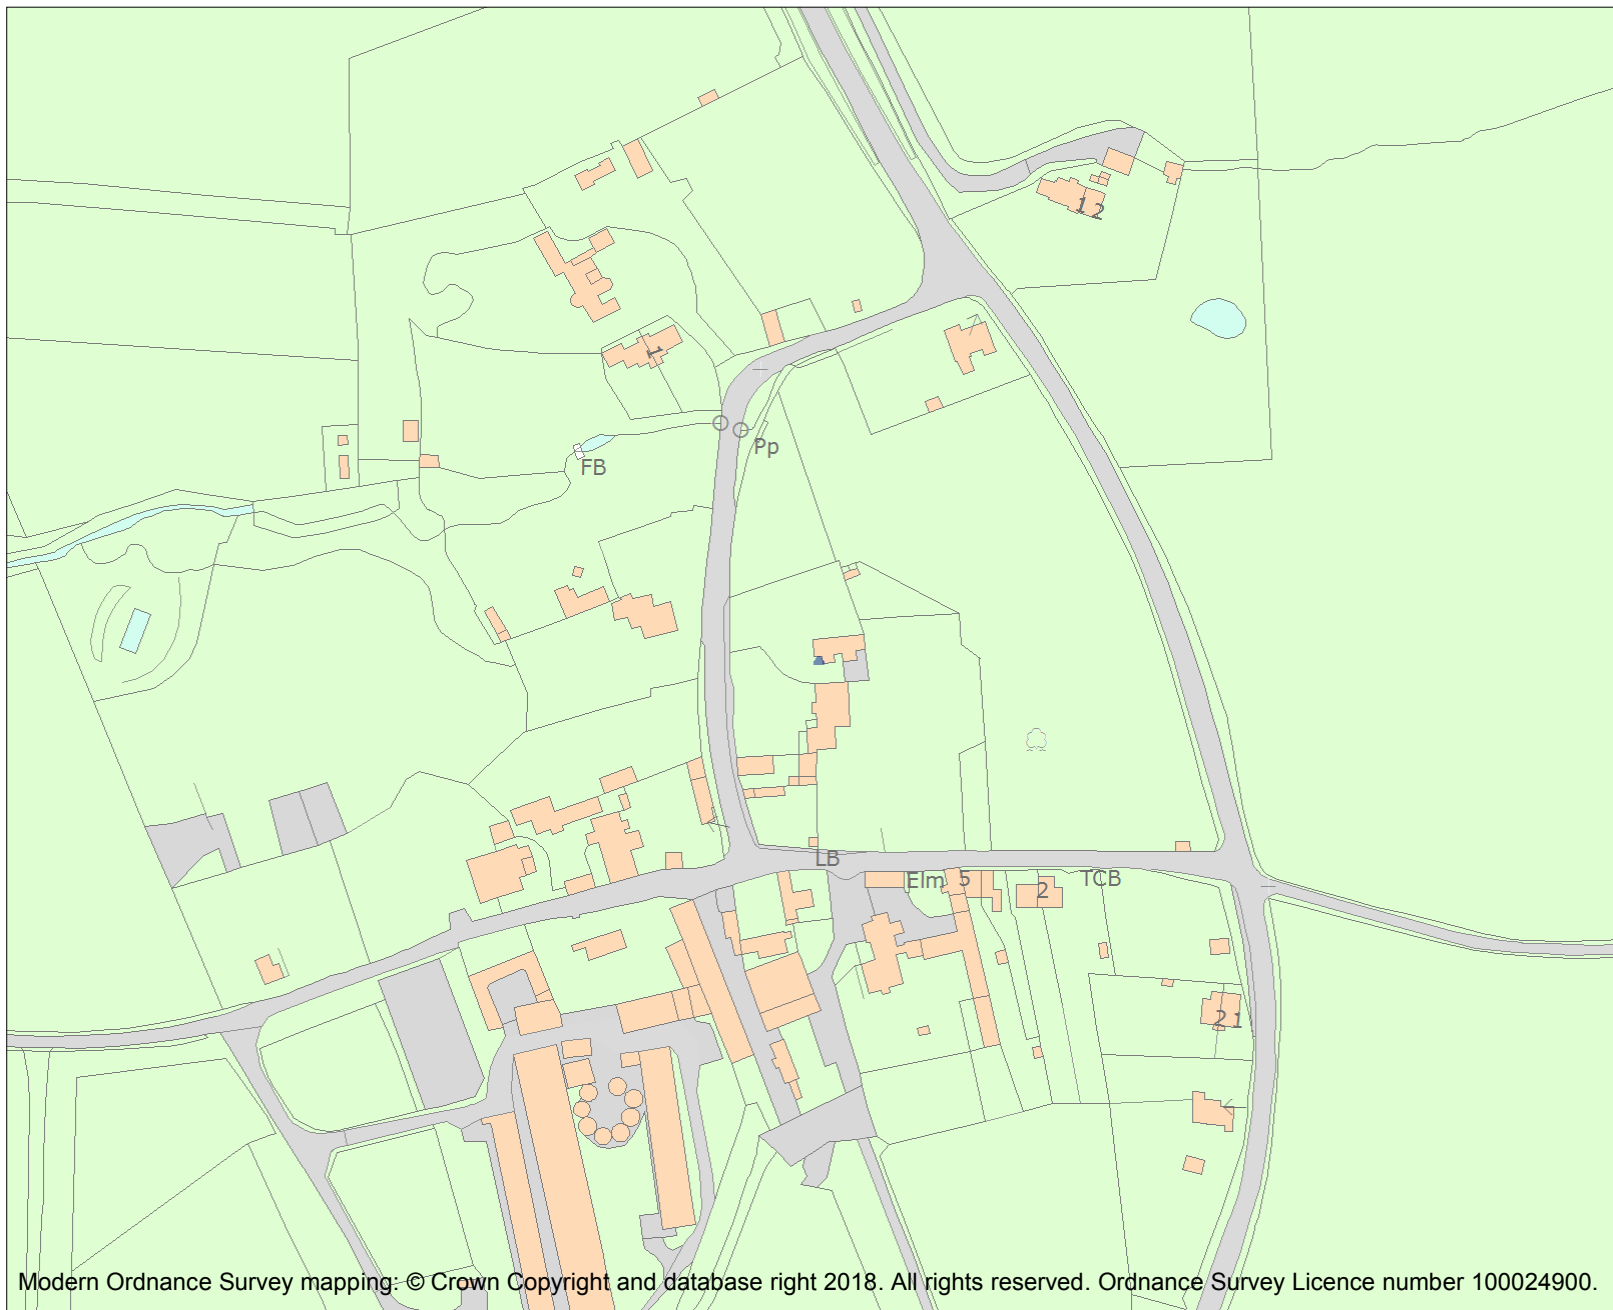 1 2
1
Pp
FB
LB
Elm 5 2 TCB
2 1
Modern Ordnance Survey mapping: © Crown Copyright and database right 2018. All rights reserved. Ordnance Survey Licence number 100024900.